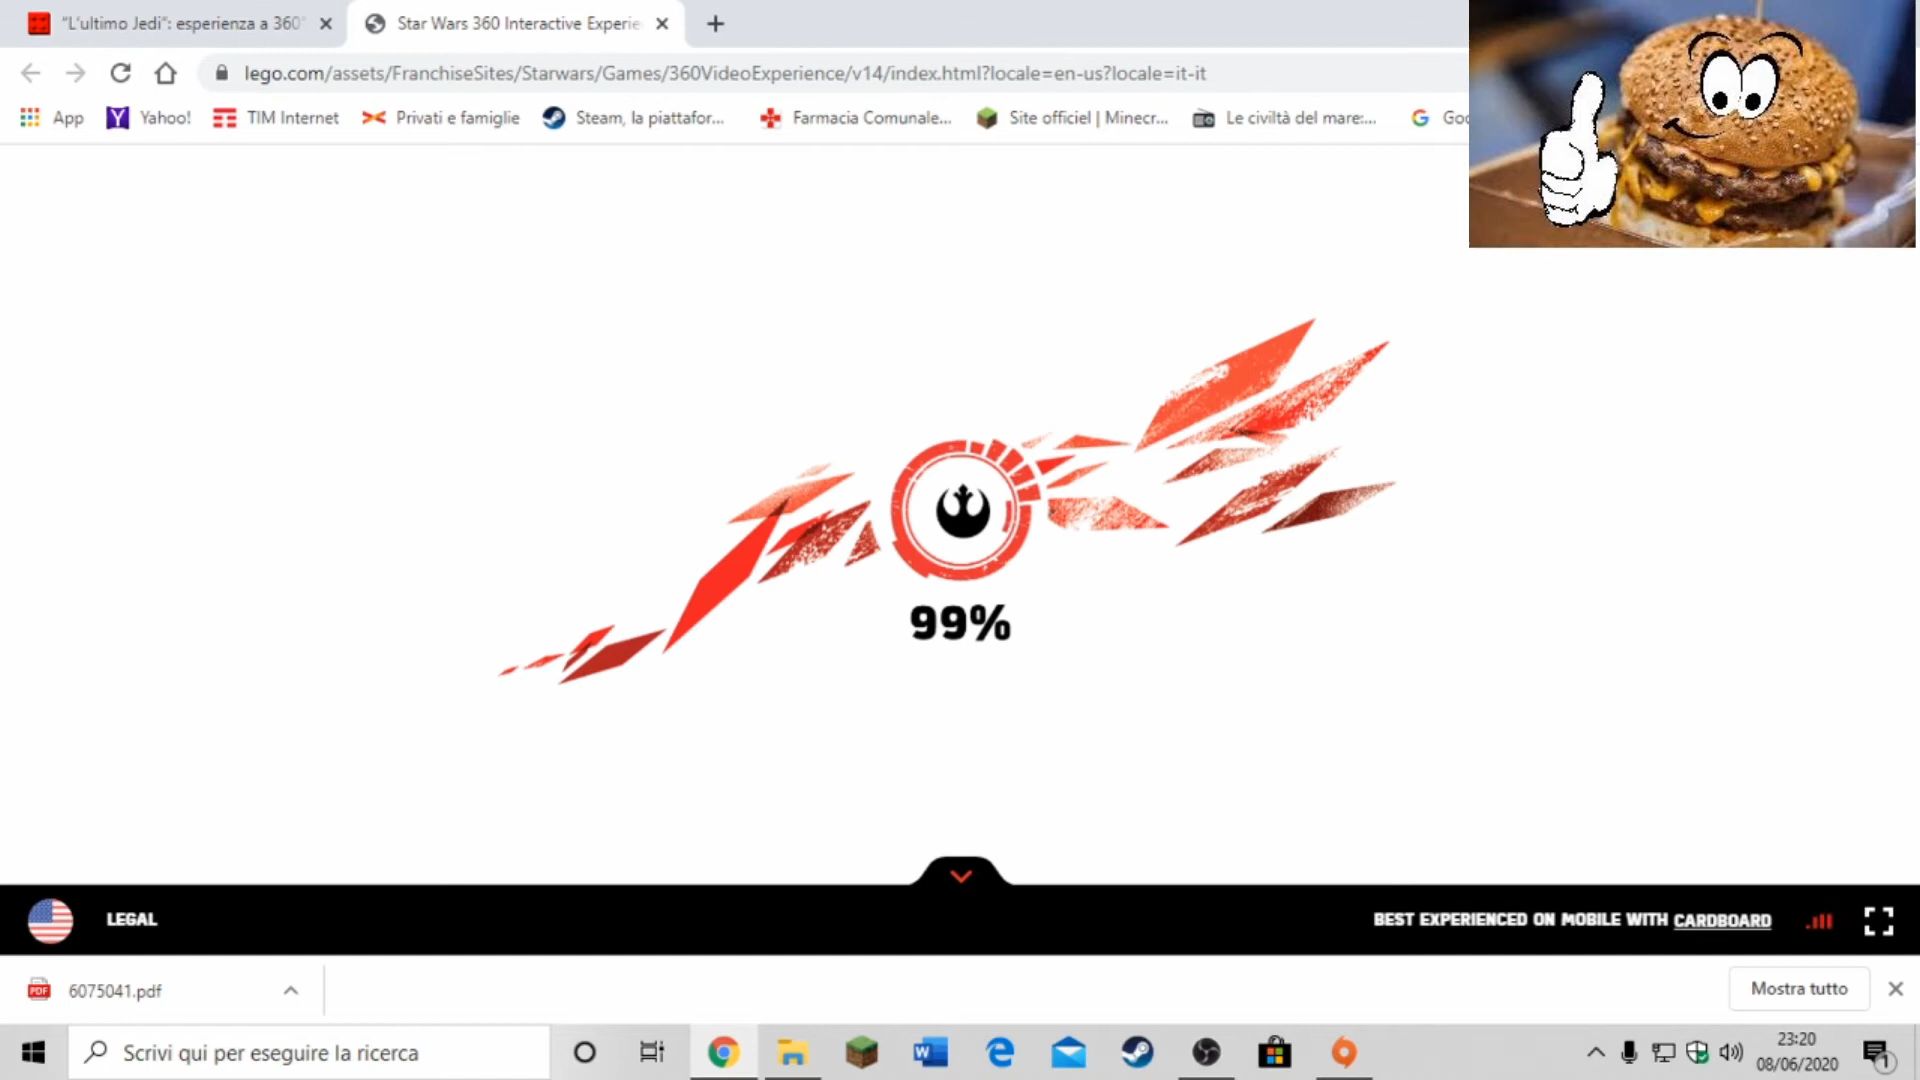 "L'ultimo Jedi": esperienza a 360°
Star Wars 360 Interactive Experie
lego.com/assets/FranchiseSites/Starwars/Games/360VideoExperience/v14/index.html?locale=en-us?locale=it-it
App
Yahoo!
TIM Internet
Privati e famiglie
Steam, la piattafor...
Farmacia Comunale...
Site officiel | Minecr...
Le civiltà del mare:...
Goo
99%
LEGAL
BEST EXPERIENCED ON MOBILE WITH CARDBOARD
PDF
6075041.pdf
Mostra tutto
Scrivi qui per eseguire la ricerca
23:20
08/06/2020
1